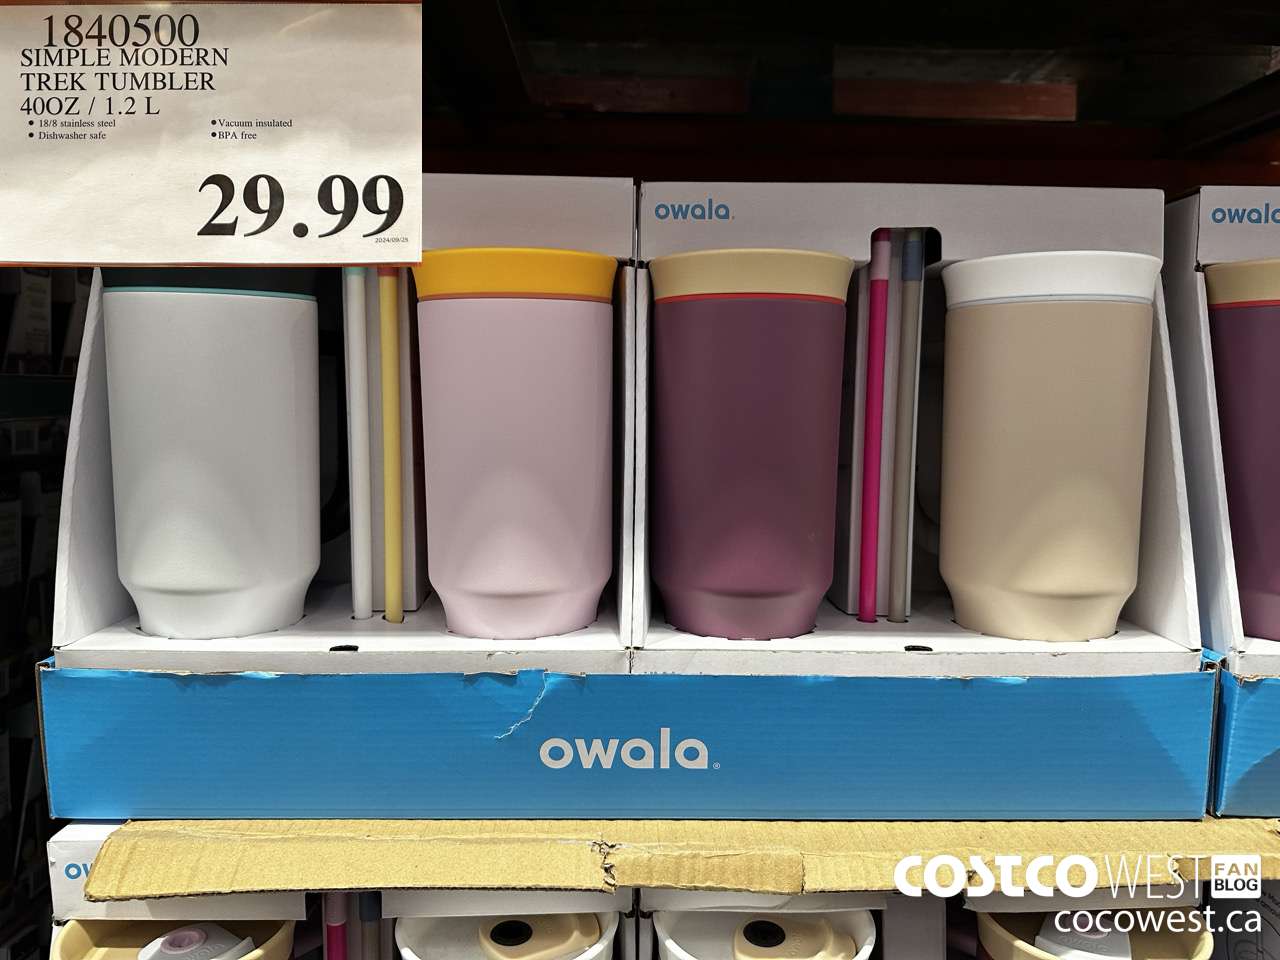 1840500
SIMPLE MODERN
TREK TUMBLER
40OZ / 1.2 L
• 18/8 stainless steel
• Vacuum insulated
• Dishwasher safe
• BPA free
29.99
2024/09/25
owala
owala
owala®
owala
COSTCO WEST FAN BLOG
cocowest.ca